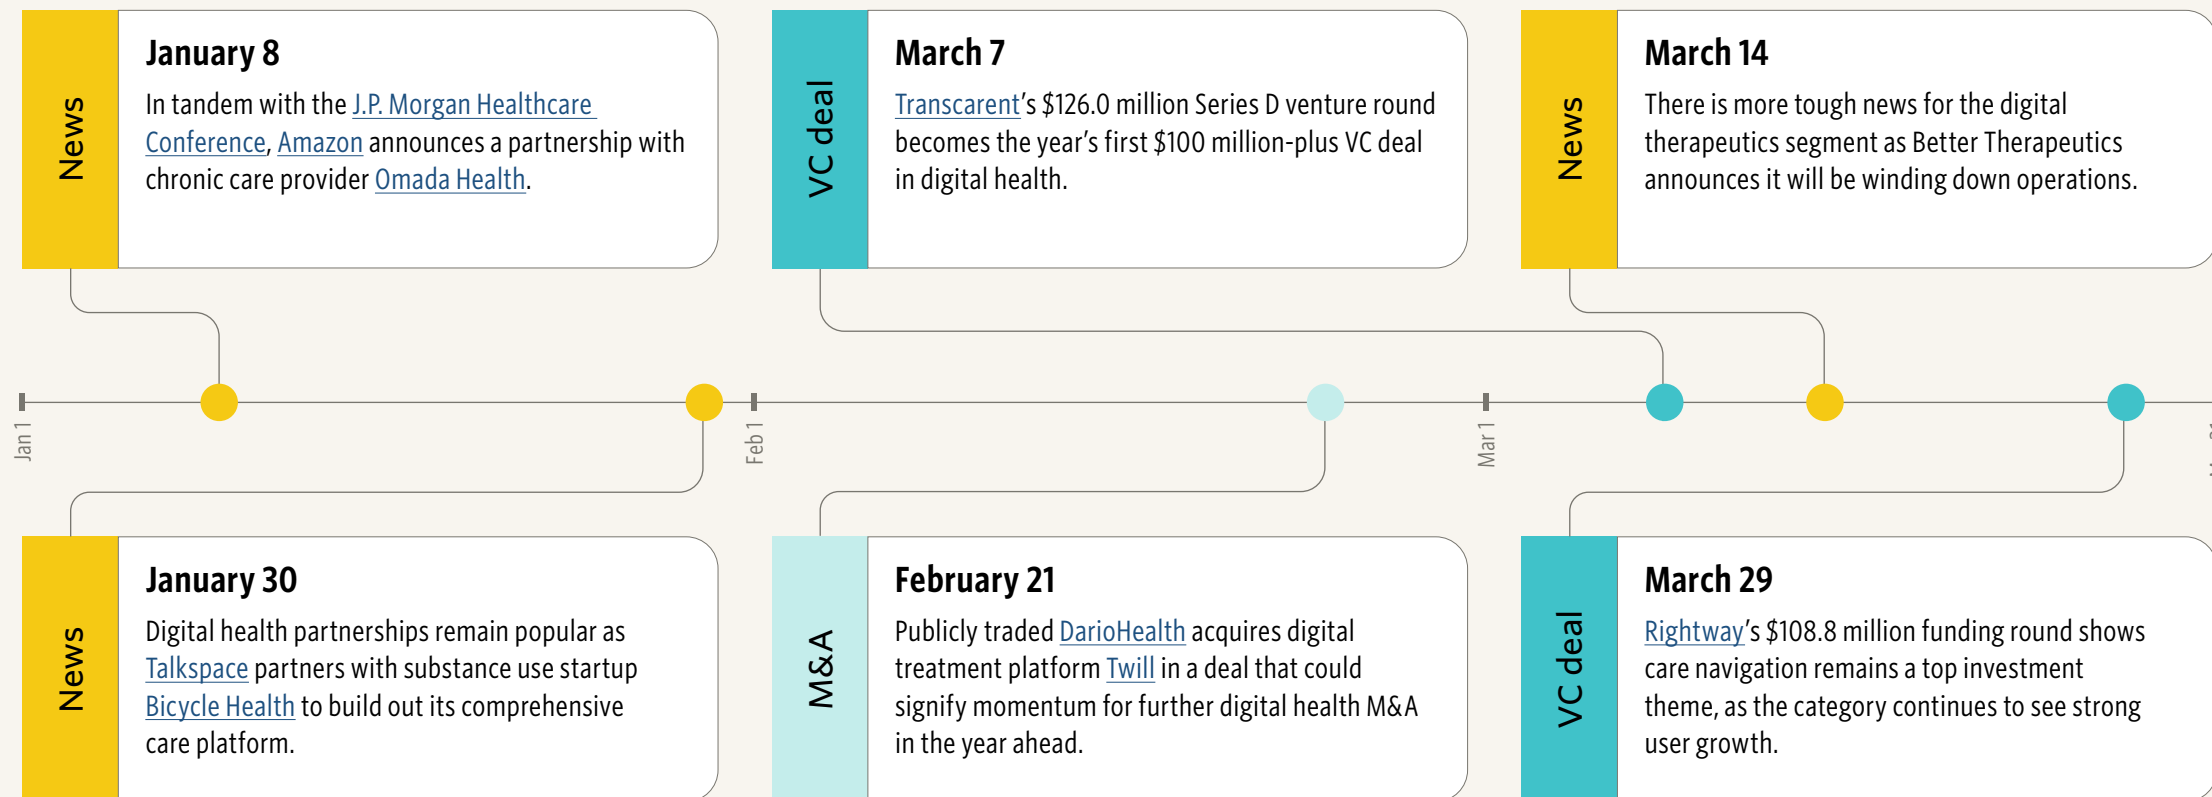 News
January 8
In tandem with the J.P. Morgan Healthcare
Conference, Amazon announces a partnership with
chronic care provider Omada Health.
VC deal
March 7
Transcarent's $126.0 million Series D venture round
becomes the year's first $100 million-plus VC deal
in digital health.
News
March 14
There is more tough news for the digital
therapeutics segment as Better Therapeutics
announces it will be winding down operations.
Jan 1
Feb 1
Mar 1
News
January 30
Digital health partnerships remain popular as
Talkspace partners with substance use startup
Bicycle Health to build out its comprehensive
care platform.
M&A
February 21
Publicly traded DarioHealth acquires digital
treatment platform Twill in a deal that could
signify momentum for further digital health M&A
in the year ahead.
VC deal
March 29
Rightway's $108.8 million funding round shows
care navigation remains a top investment
theme, as the category continues to see strong
user growth.